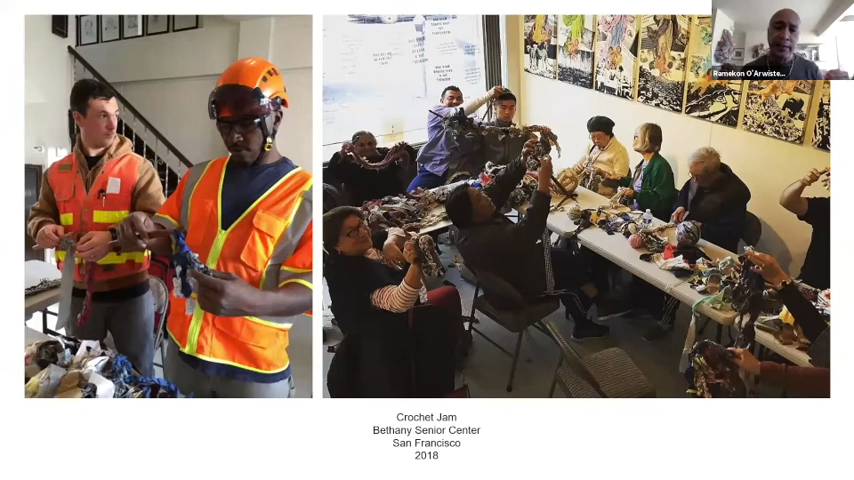 Ramekon O'Arwiste...
Crochet Jam
Bethany Senior Center
San Francisco
2018